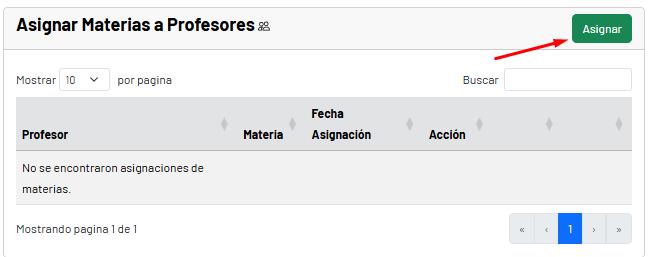 Asignar Materias a Profesores
Asignar
Mostrar 10 por pagina
Buscar
Profesor Materia Fecha Asignación Acción
No se encontraron asignaciones de
materias.
Mostrando pagina 1 de 1
« ‹ 1 › »